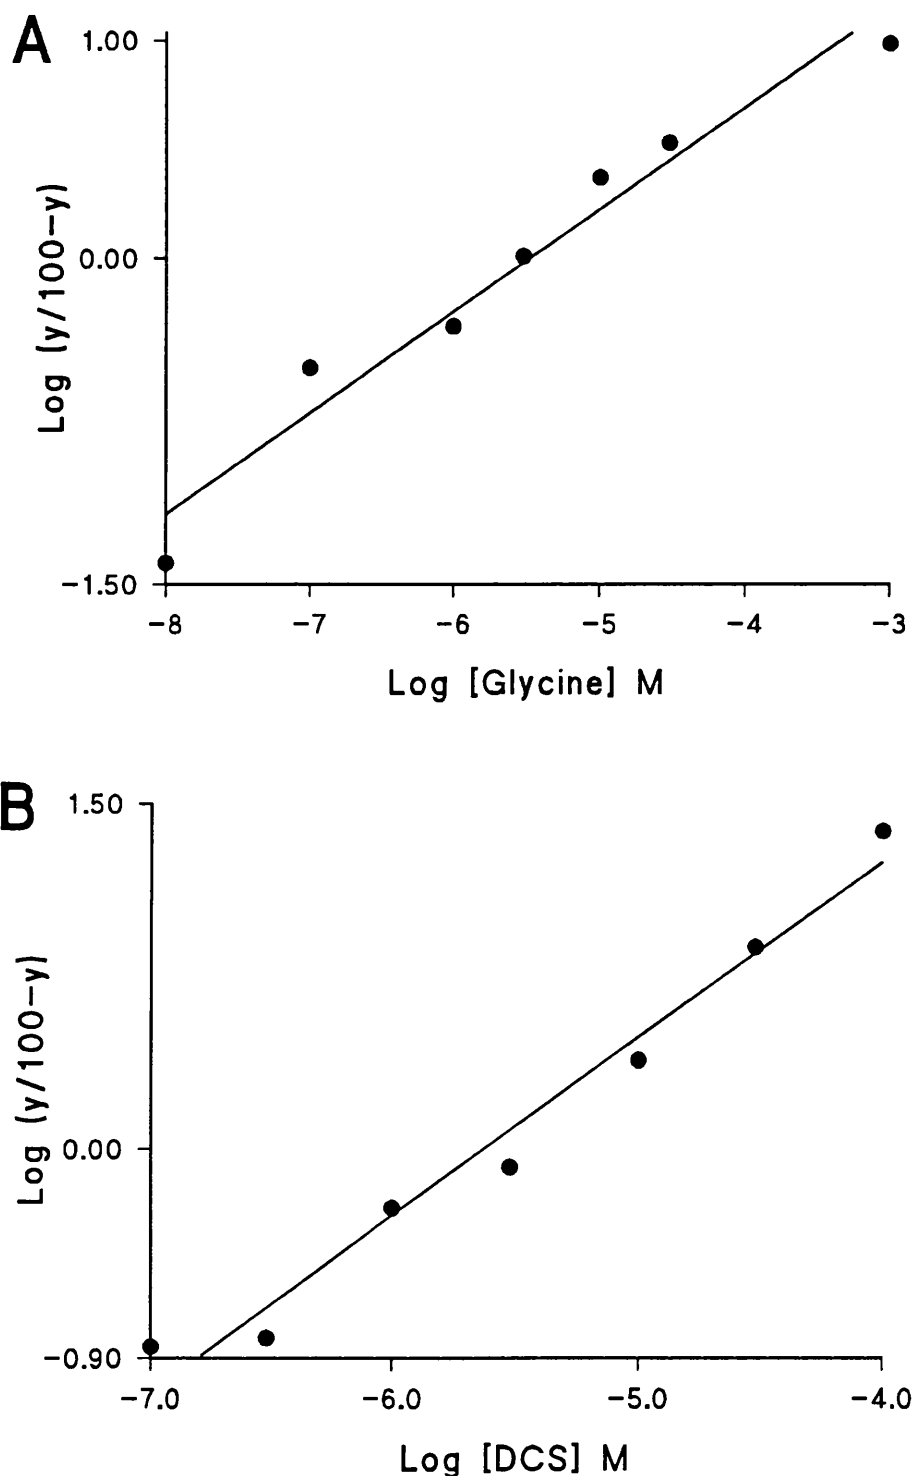 A
1.00
0.00
-1.50
Log (y/100-y)
-8 -7 -6 -5 -4 -3
Log [Glycine] M
B
1.50
0.00
-0.90
Log (y/100-y)
-7.0 -6.0 -5.0 -4.0
Log [DCS] M